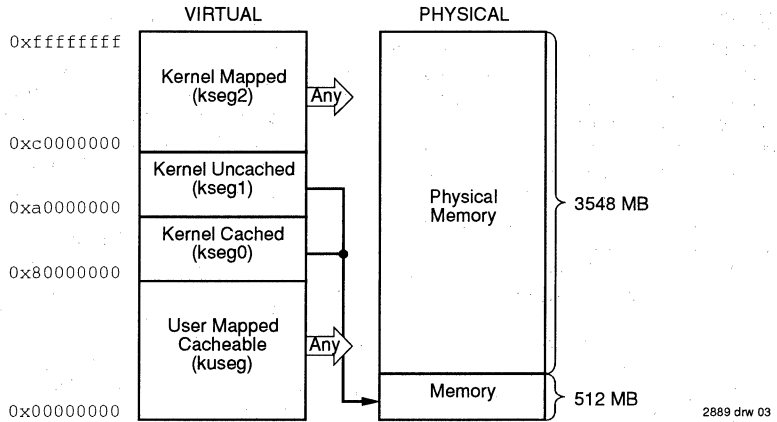 VIRTUAL
PHYSICAL
0xffffffff
Kernel Mapped
(kseg2)
Any
0xc0000000
Kernel Uncached
(kseg1)
0xa0000000
Kernel Cached
(kseg0)
0x80000000
User Mapped
Cacheable
(kuseg)
Any
0x00000000
Physical
Memory
3548 MB
Memory
512 MB
2889 drw 03